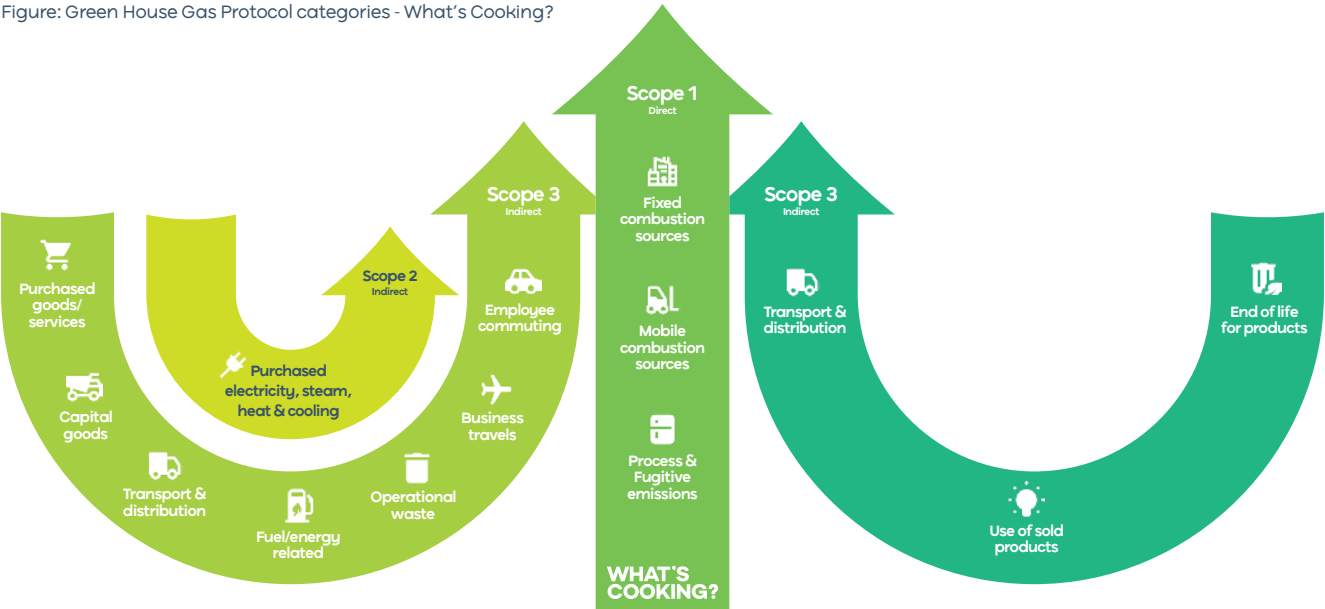 Figure: Green House Gas Protocol categories - What's Cooking?
Purchased
goods/
services
Capital
goods
Transport &
distribution
Fuel/energy
related
Operational
waste
Business
travels
Employee
commuting
Scope 3
Indirect
Purchased
electricity, steam,
heat & cooling
Scope 2
Indirect
Scope 1
Direct
Fixed
combustion
sources
Mobile
combustion
sources
Process &
Fugitive
emissions
WHAT'S
COOKING?
Scope 3
Indirect
Transport &
distribution
Use of sold
products
End of life
for products